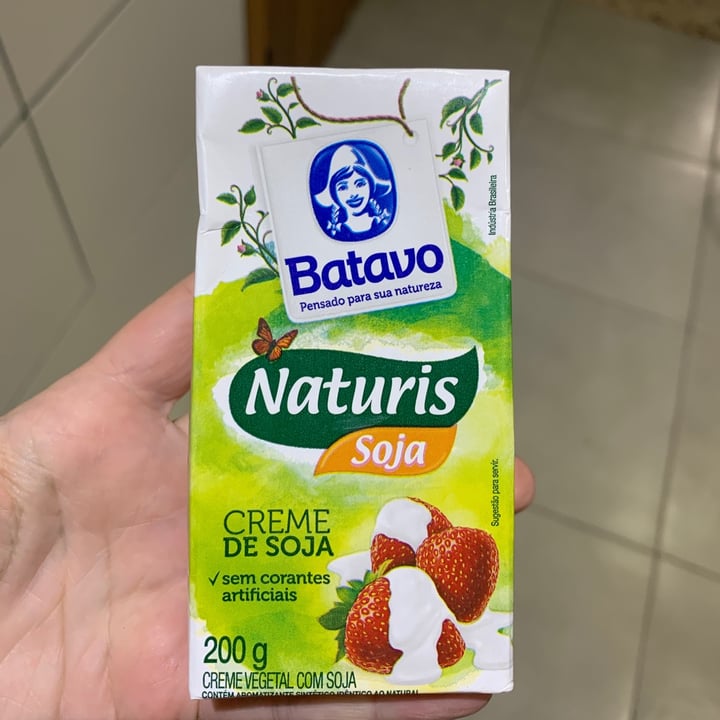 Batavo
Pensado para sua natureza
Indústria Brasileira
Naturis
Soja
CREME
DE SOJA
✓ sem corantes
artificiais
Sugestão para servir.
200 g
CREME VEGETAL COM SOJA
CONTÉM AROMATIZANTE SINTÉTICO IDÊNTICO AO NATURAL